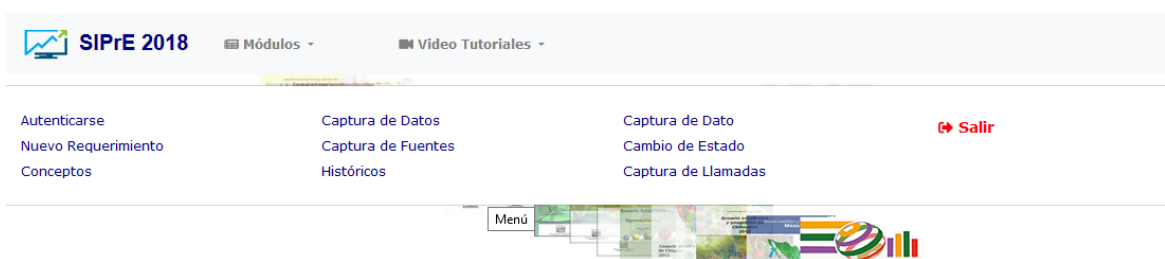 SIPrE 2018 Módulos Video Tutoriales
Autenticarse Captura de Datos Captura de Dato Salir
Nuevo Requerimiento Captura de Fuentes Cambio de Estado
Conceptos Históricos Captura de Llamadas
Menú